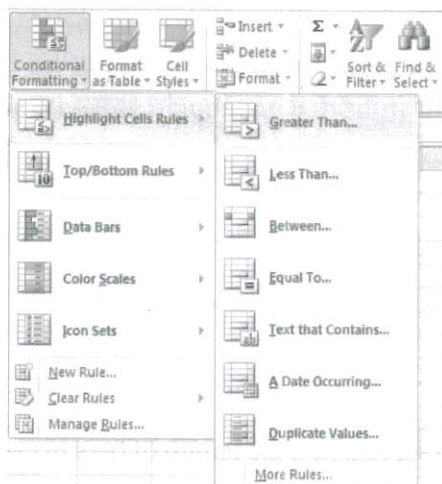 Conditional Formatting
Format as Table
Cell Styles
Insert
Delete
Format
Σ
Sort & Filter
Find & Select
Highlight Cells Rules
Top/Bottom Rules
Data Bars
Color Scales
Icon Sets
New Rule...
Clear Rules
Manage Rules...
Greater Than...
Less Than...
Between...
Equal To...
Text that Contains...
A Date Occurring...
Duplicate Values...
More Rules...